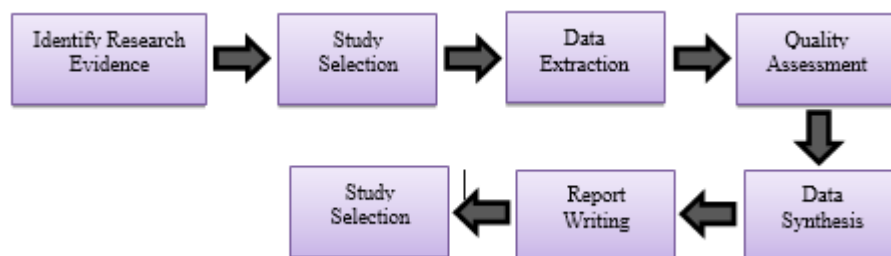 Identify Research
Evidence
Study
Selection
Data
Extraction
Quality
Assessment
Data
Synthesis
Report
Writing
Study
Selection